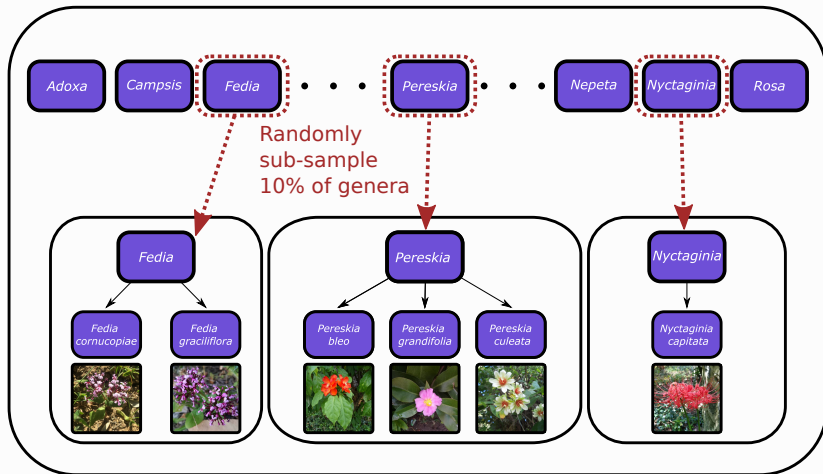 Adoxa
Campsis
Fedia
Pereskia
Nepeta
Nyctaginia
Rosa
Randomly
sub-sample
10% of genera
Fedia
Pereskia
Nyctaginia
Fedia
cornucopiae
Fedia
graciliflora
Pereskia
bleo
Pereskia
grandifolia
Pereskia
culeata
Nyctaginia
capitata